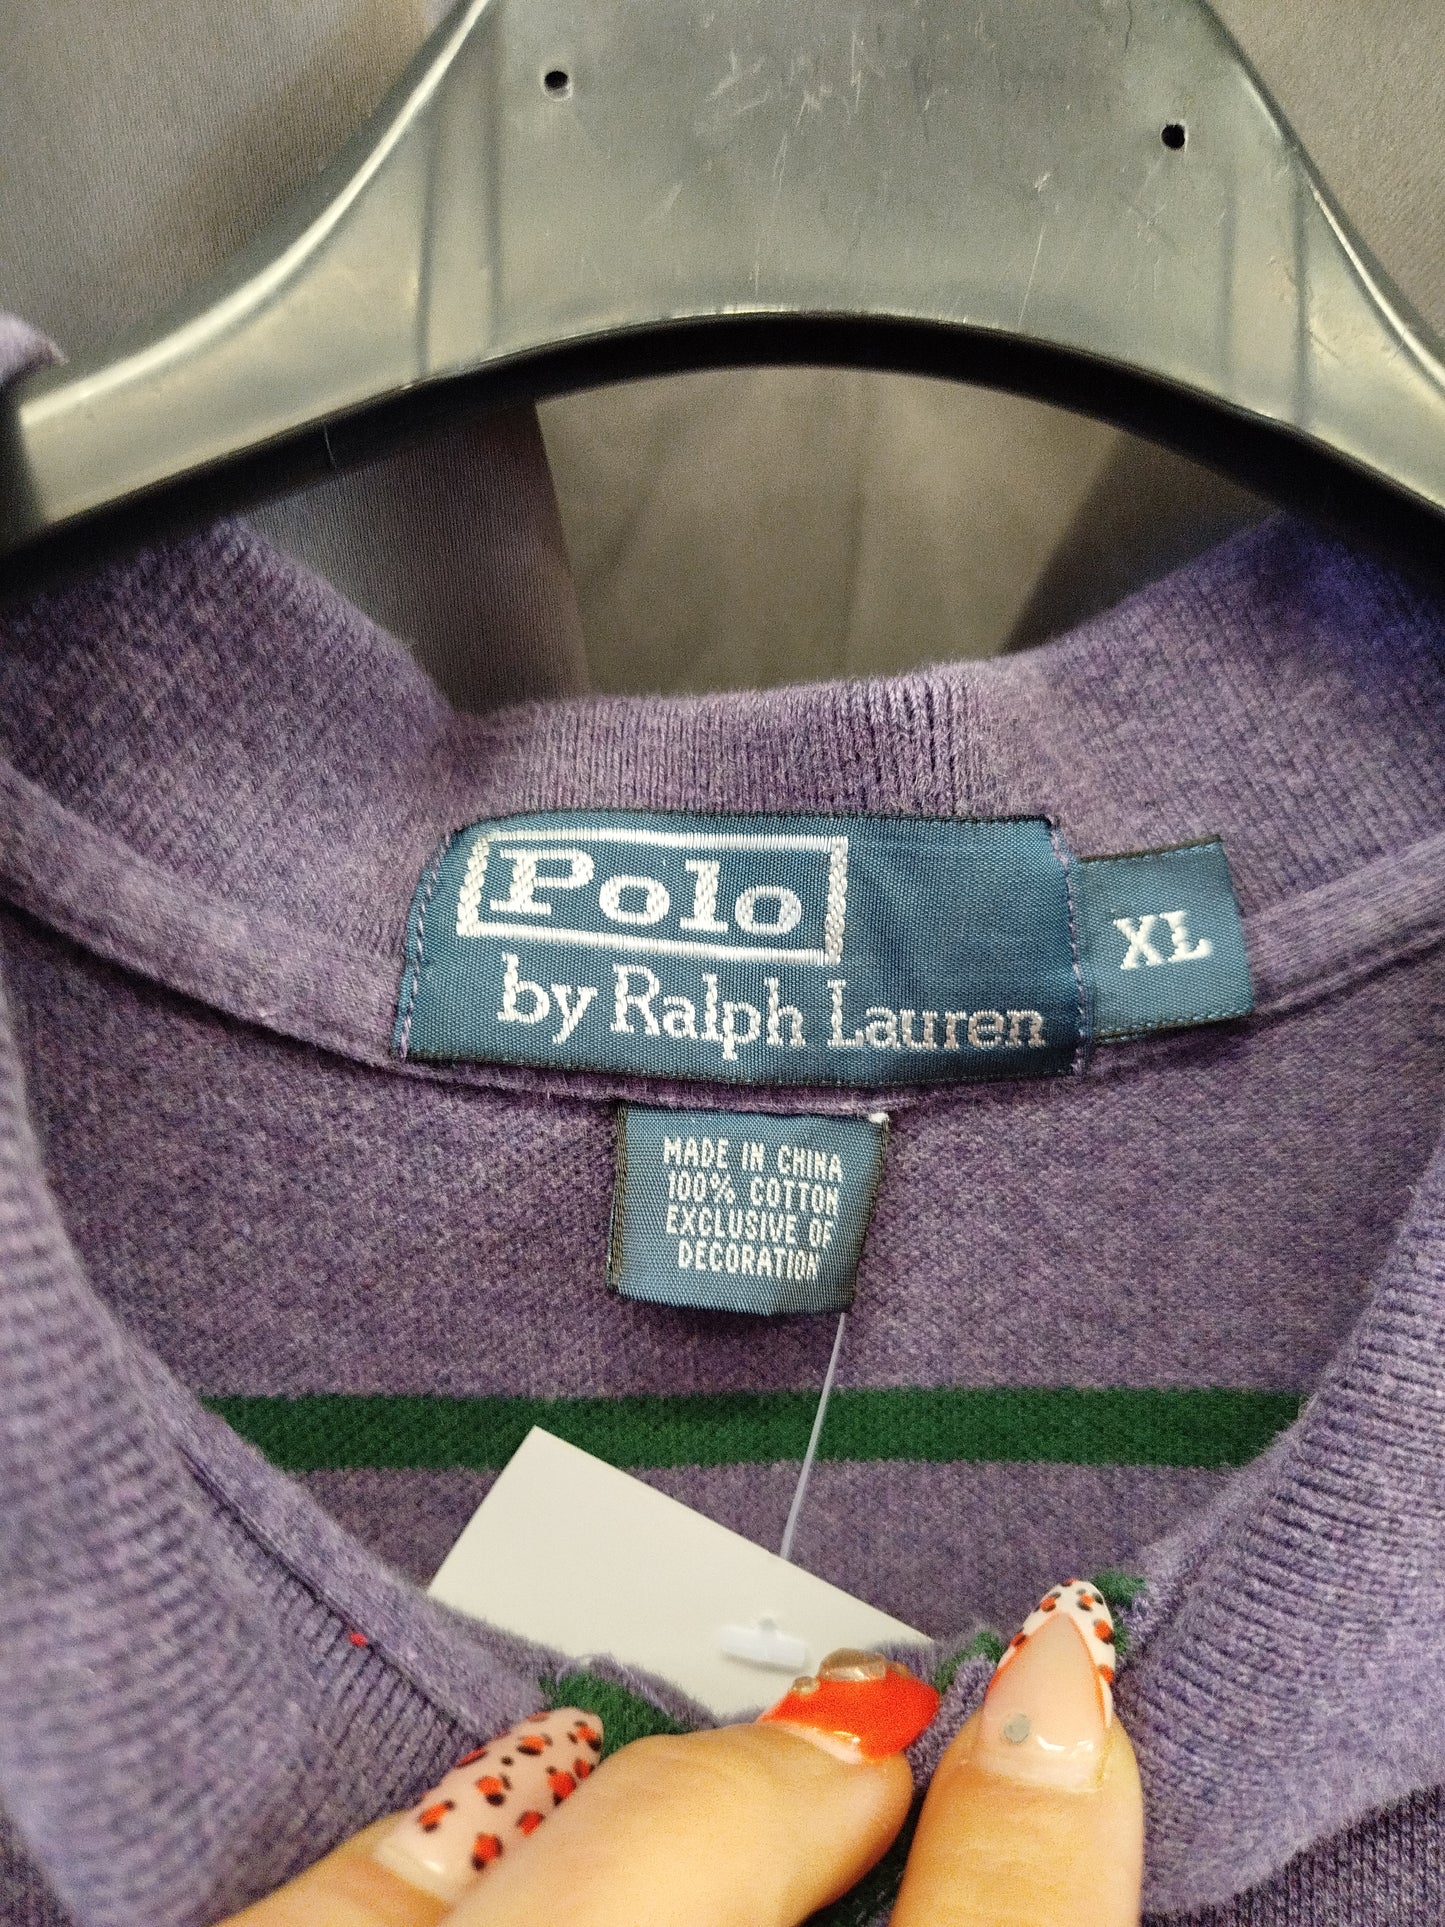 Polo
by Ralph Lauren
XL
MADE IN CHINA
100% COTTON
EXCLUSIVE OF
DECORATION